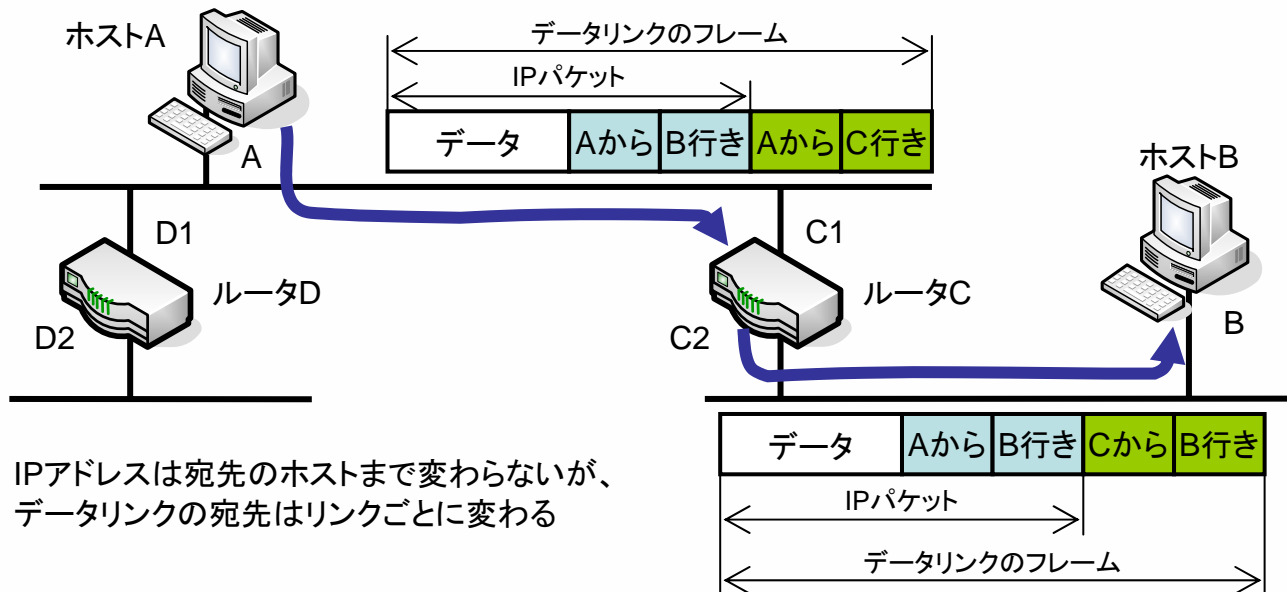 ホストA
データリンクのフレーム
IPパケット
データ Aから B行き Aから C行き
A
ホストB
D1
C1
ルータD
ルータC
D2
C2
B
データ Aから B行き Cから B行き
IPアドレスは宛先のホストまで変わらないが、
データリンクの宛先はリンクごとに変わる
IPパケット
データリンクのフレーム